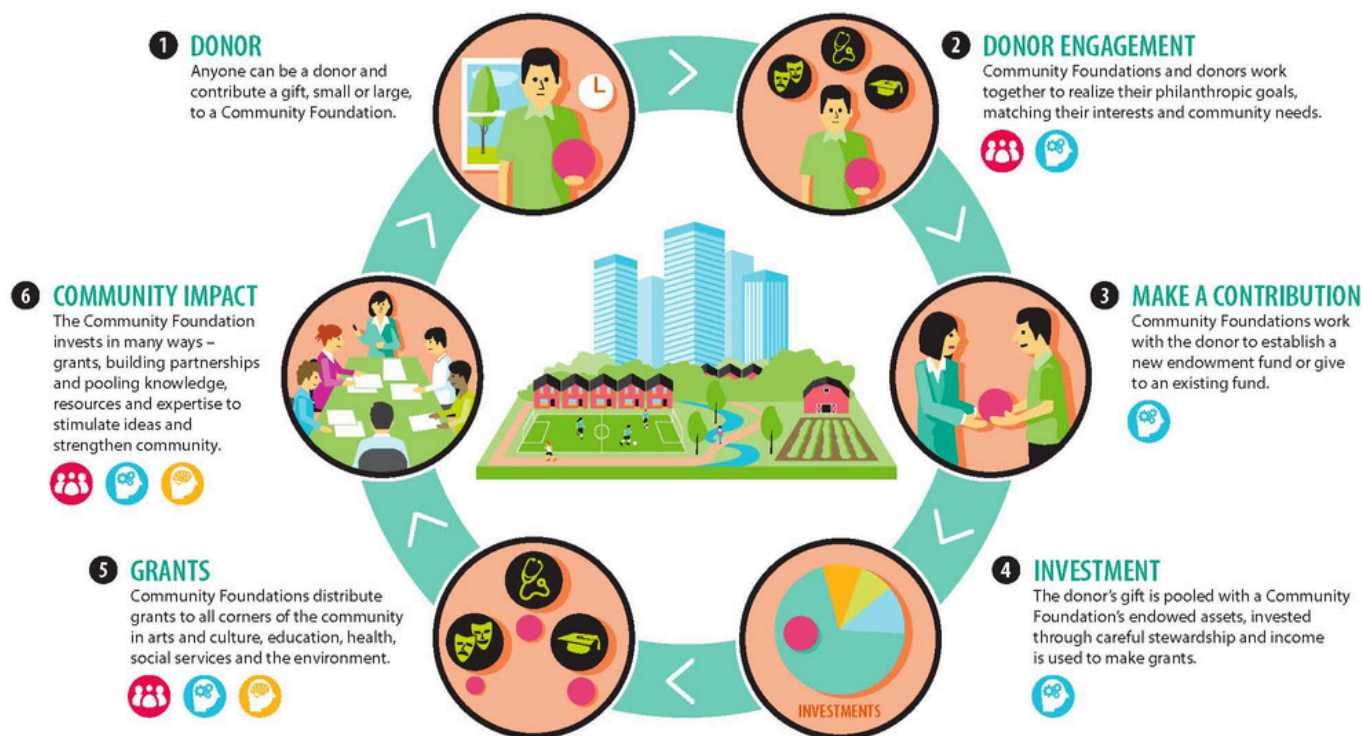 1 DONOR
Anyone can be a donor and
contribute a gift, small or large,
to a Community Foundation.
2 DONOR ENGAGEMENT
Community Foundations and donors work
together to realize their philanthropic goals,
matching their interests and community needs.
3 MAKE A CONTRIBUTION
Community Foundations work
with the donor to establish a
new endowment fund or give
to an existing fund.
4 INVESTMENT
The donor's gift is pooled with a Community
Foundation's endowed assets, invested
through careful stewardship and income
is used to make grants.
INVESTMENTS
5 GRANTS
Community Foundations distribute
grants to all corners of the community
in arts and culture, education, health,
social services and the environment.
6 COMMUNITY IMPACT
The Community Foundation
invests in many ways –
grants, building partnerships
and pooling knowledge,
resources and expertise to
stimulate ideas and
strengthen community.